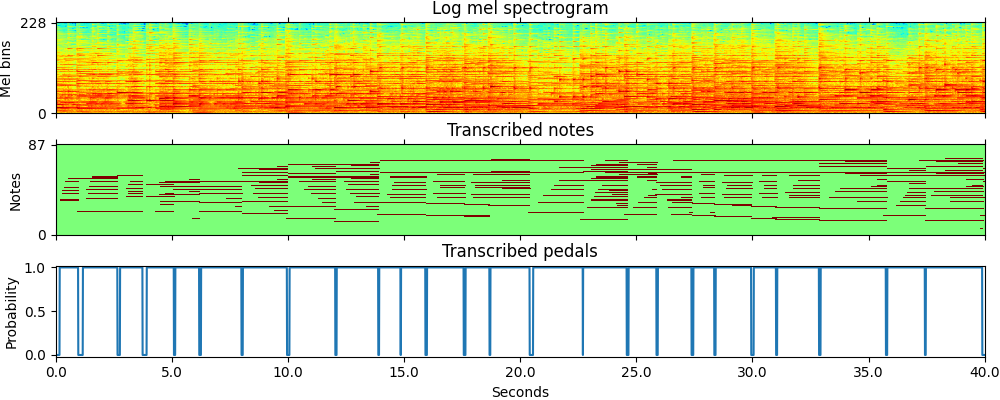 Log mel spectrogram
228
0
Mel bins
Transcribed notes
87
0
Notes
Transcribed pedals
1.0
0.5
0.0
Probability
0.0 5.0 10.0 15.0 20.0 25.0 30.0 35.0 40.0
Seconds